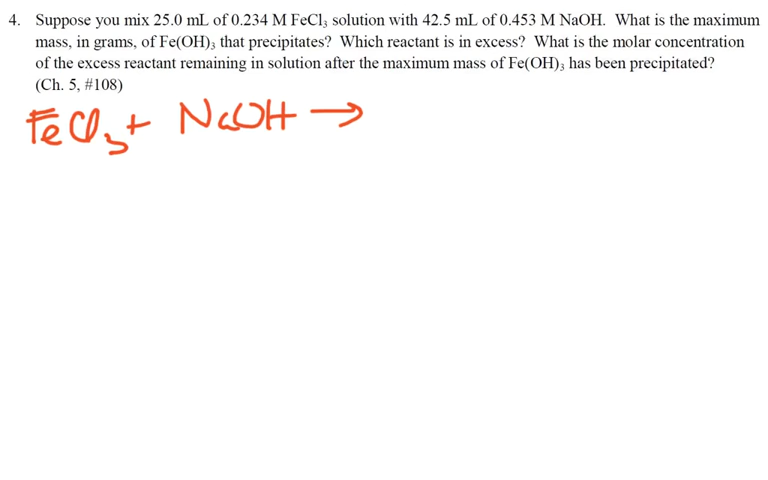 4. Suppose you mix 25.0 mL of 0.234 M FeCl₃ solution with 42.5 mL of 0.453 M NaOH. What is the maximum
mass, in grams, of Fe(OH)₃ that precipitates? Which reactant is in excess? What is the molar concentration
of the excess reactant remaining in solution after the maximum mass of Fe(OH)₃ has been precipitated?
(Ch. 5, #108)
FeCl₃ + NaOH →